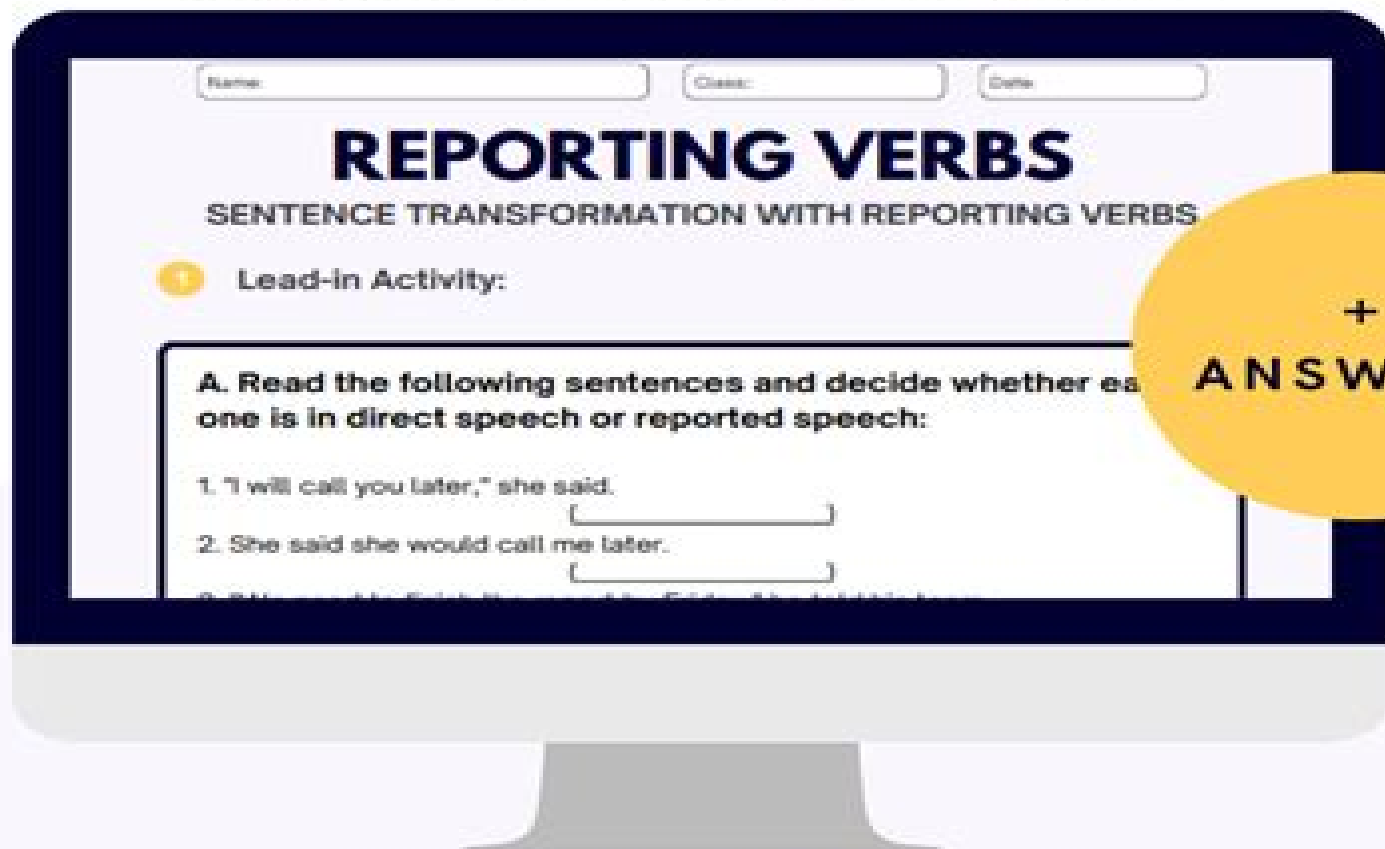 Name:
Class:
Date:
REPORTING VERBS
SENTENCE TRANSFORMATION WITH REPORTING VERBS
1 Lead-in Activity:
+
ANSW
A. Read the following sentences and decide whether ea
one is in direct speech or reported speech:
1. "I will call you later," she said.
2. She said she would call me later.